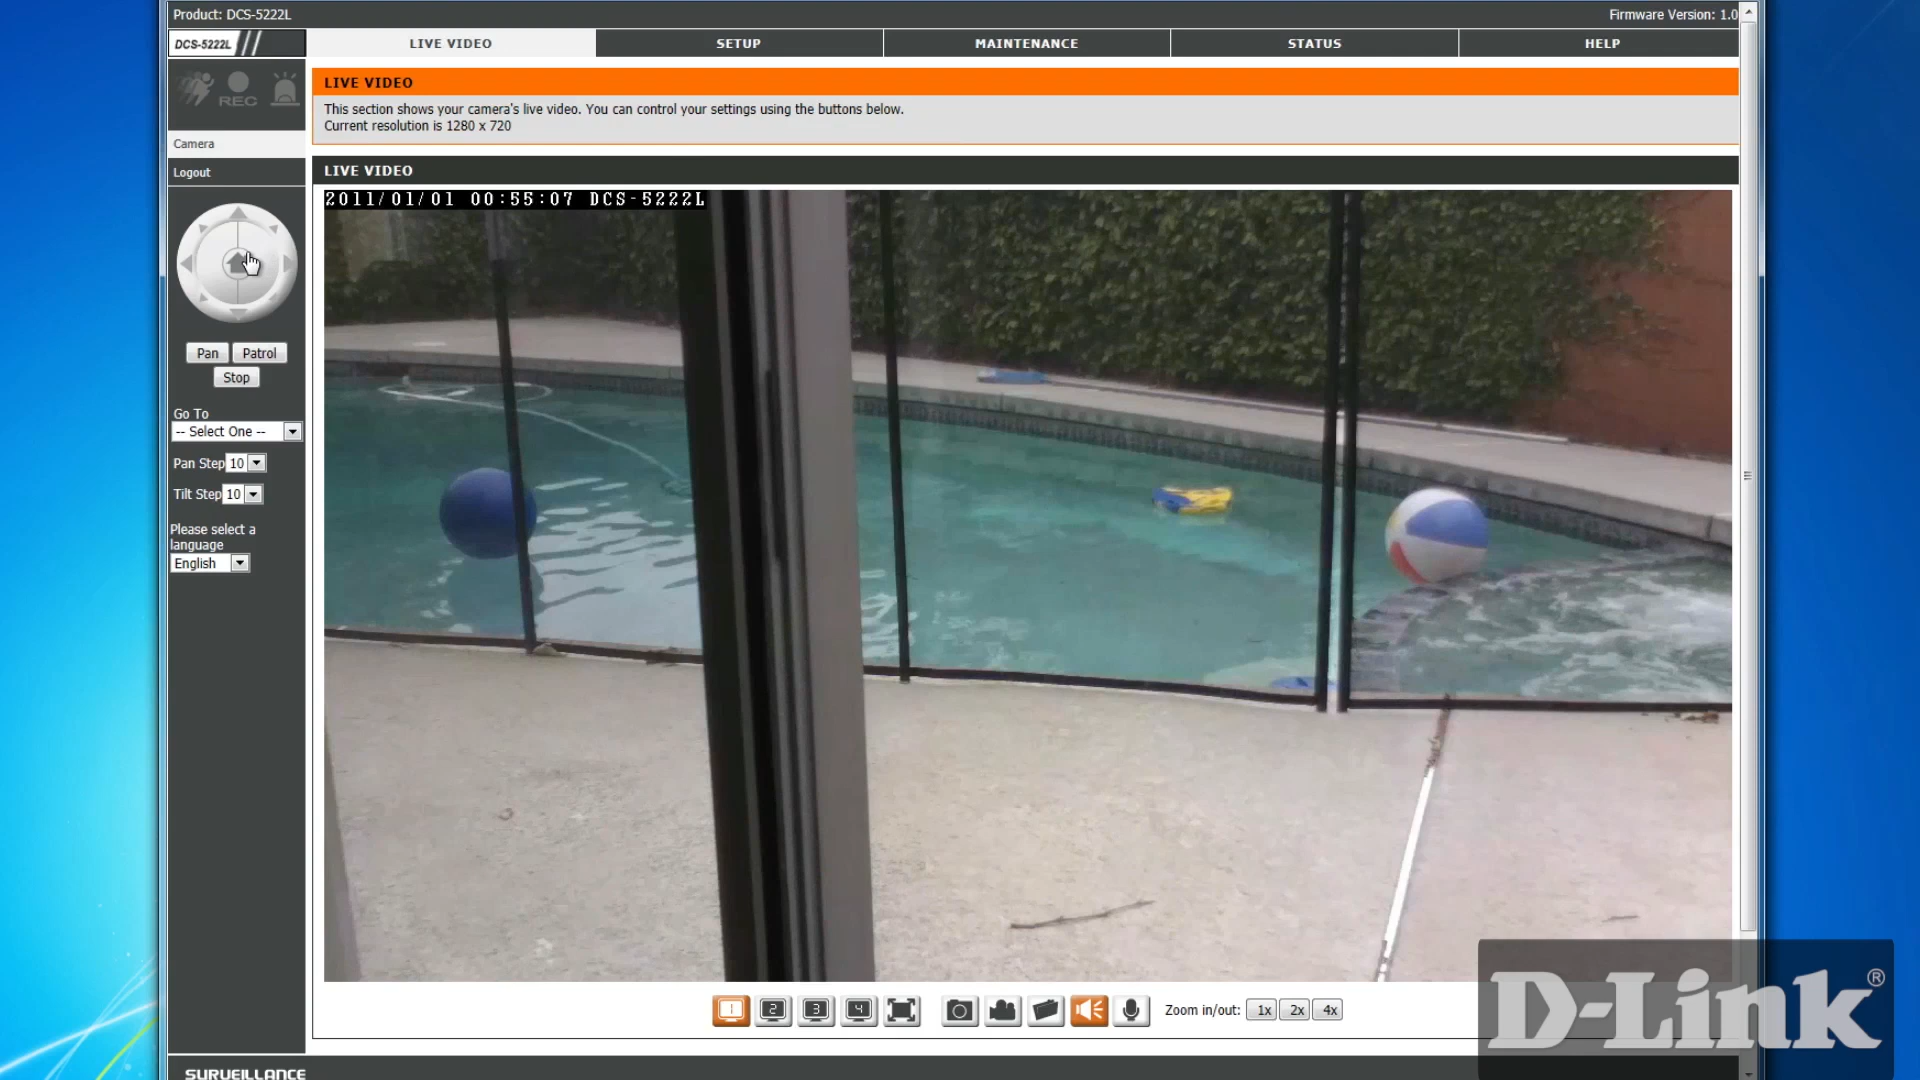 Product: DCS-5222L
Firmware Version: 1.0
DCS-5222L
LIVE VIDEO
SETUP
MAINTENANCE
STATUS
HELP
REC
LIVE VIDEO
This section shows your camera's live video. You can control your settings using the buttons below.
Current resolution is 1280 x 720
Camera
Logout
LIVE VIDEO
2011/01/01 00:55:07 DCS-5222L
Pan
Patrol
Stop
Go To
-- Select One --
Pan Step 10
Tilt Step 10
Please select a
language
English
1
2
3
4
Zoom in/out:
1x
2x
4x
D-Link®
SURVEILLANCE